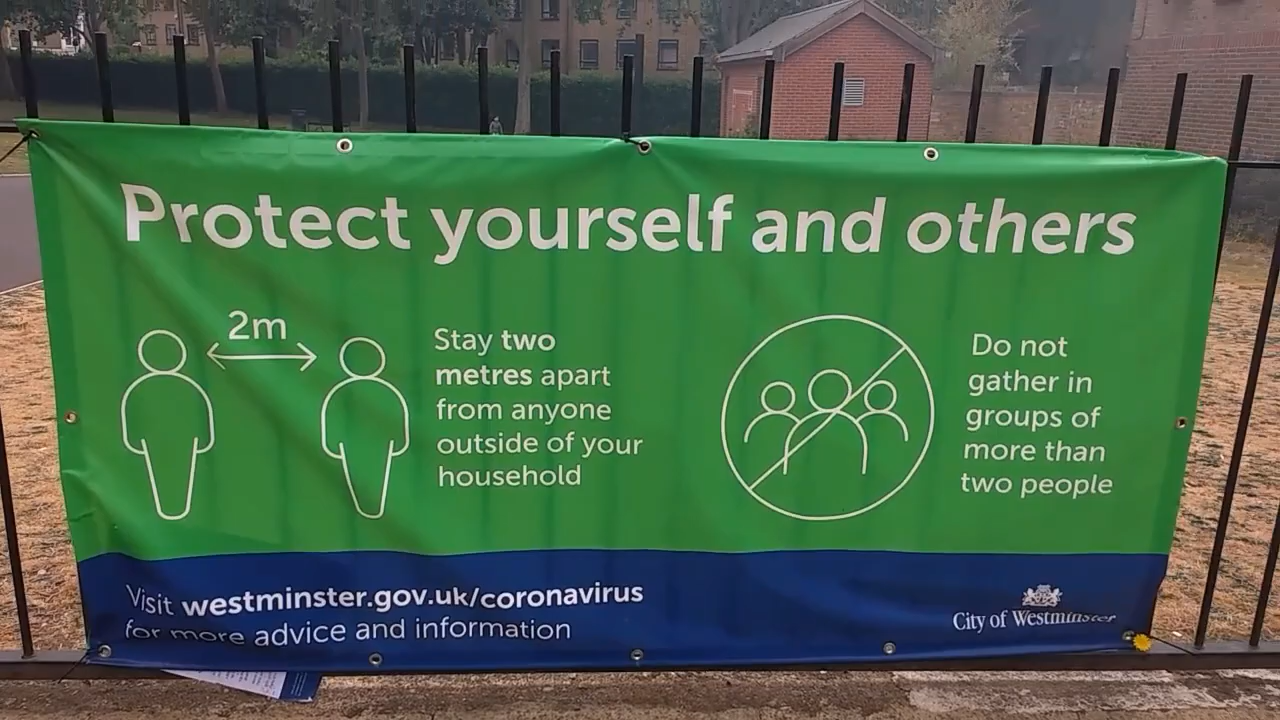 Protect yourself and others
2m
Stay two
metres apart
from anyone
outside of your
household
Do not
gather in
groups of
more than
two people
Visit westminster.gov.uk/coronavirus
for more advice and information
City of Westminster